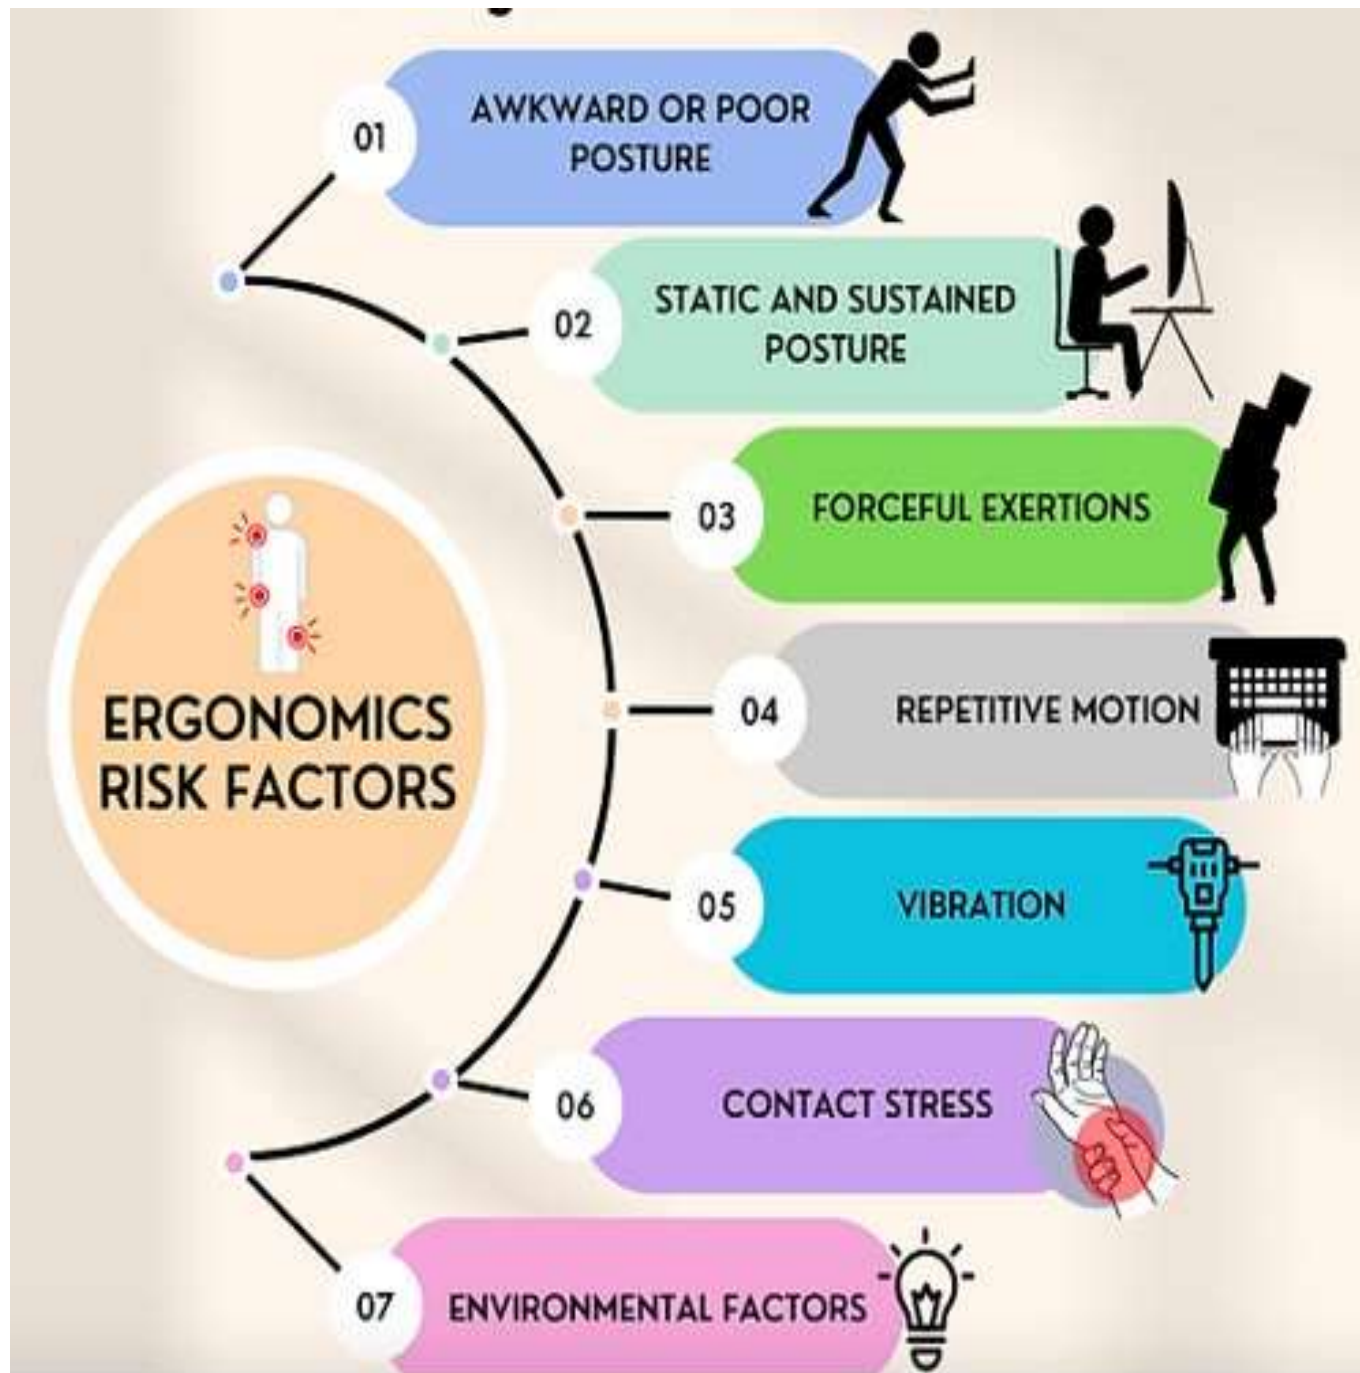 01
AWKWARD OR POOR
POSTURE
02
STATIC AND SUSTAINED
POSTURE
03
FORCEFUL EXERTIONS
ERGONOMICS
RISK FACTORS
04
REPETITIVE MOTION
05
VIBRATION
06
CONTACT STRESS
07
ENVIRONMENTAL FACTORS